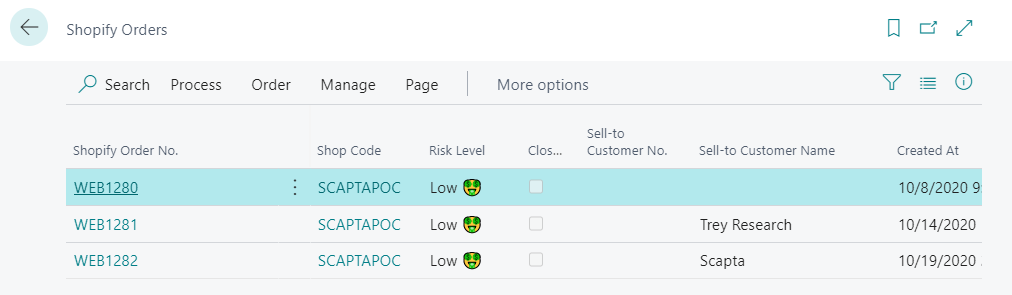 Shopify Orders
Search Process Order Manage Page More options
Shopify Order No. Shop Code Risk Level Clos... Sell-to Customer No. Sell-to Customer Name Created At
WEB1280 SCAPTAPOC Low 10/8/2020 9
WEB1281 SCAPTAPOC Low Trey Research 10/14/2020
WEB1282 SCAPTAPOC Low Scapta 10/19/2020